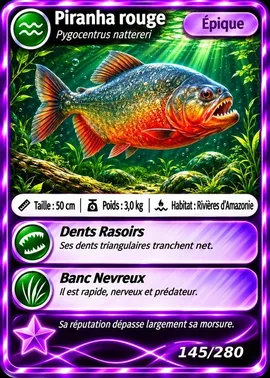 Piranha rouge
Épique
Pygocentrus nattereri
Taille : 50 cm | Poids : 3,0 kg | Habitat : Rivières d'Amazonie
Dents Rasoirs
Ses dents triangulaires tranchent net.
Banc Nevreux
Il est rapide, nerveux et prédateur.
Sa réputation dépasse largement sa morsure.
145/280